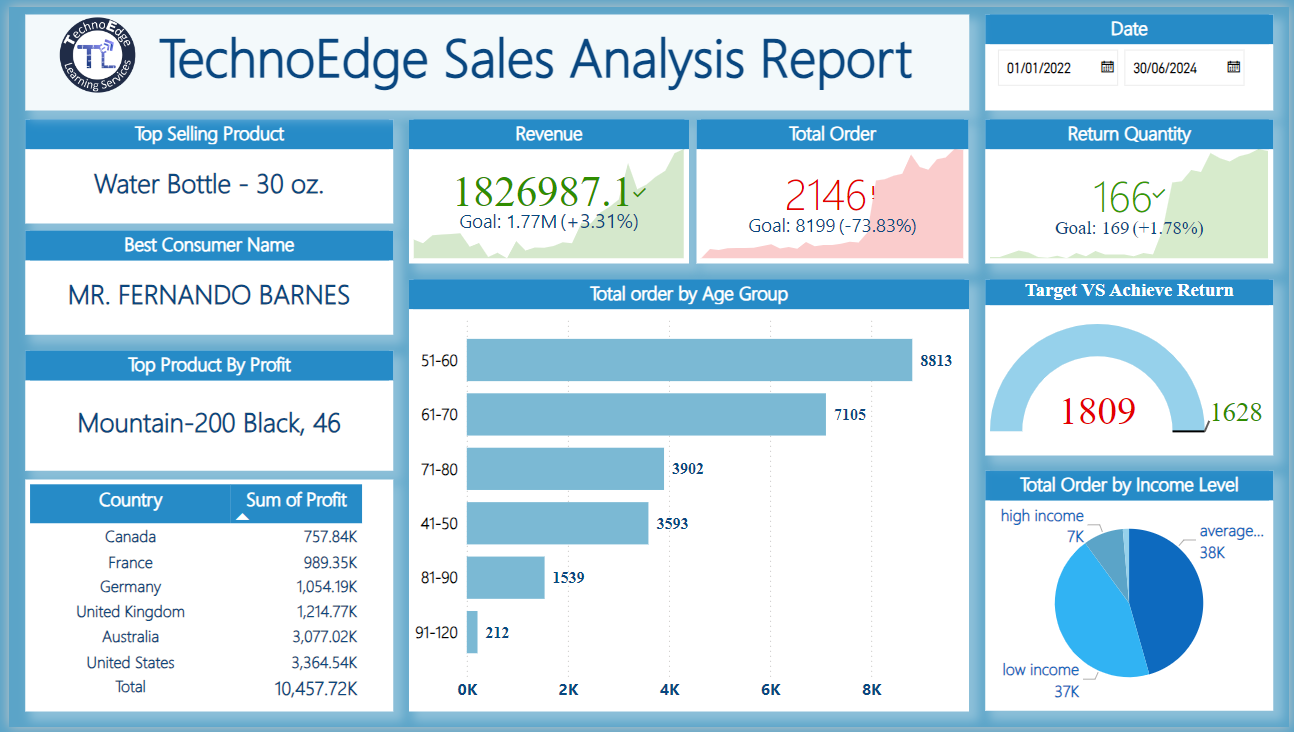 TechnoEdge
TL
Learning Services
TechnoEdge Sales Analysis Report
Date
01/01/2022
30/06/2024
Top Selling Product
Water Bottle - 30 oz.
Best Consumer Name
MR. FERNANDO BARNES
Top Product By Profit
Mountain-200 Black, 46
Country Sum of Profit
Canada 757.84K
France 989.35K
Germany 1,054.19K
United Kingdom 1,214.77K
Australia 3,077.02K
United States 3,364.54K
Total 10,457.72K
Revenue
1826987.1
Goal: 1.77M (+3.31%)
Total Order
2146!
Goal: 8199 (-73.83%)
Return Quantity
166
Goal: 169 (+1.78%)
Total order by Age Group
51-60 8813
61-70 7105
71-80 3902
41-50 3593
81-90 1539
91-120 212
0K 2K 4K 6K 8K
Target VS Achieve Return
1809
1628
Total Order by Income Level
high income
7K
average...
38K
low income
37K